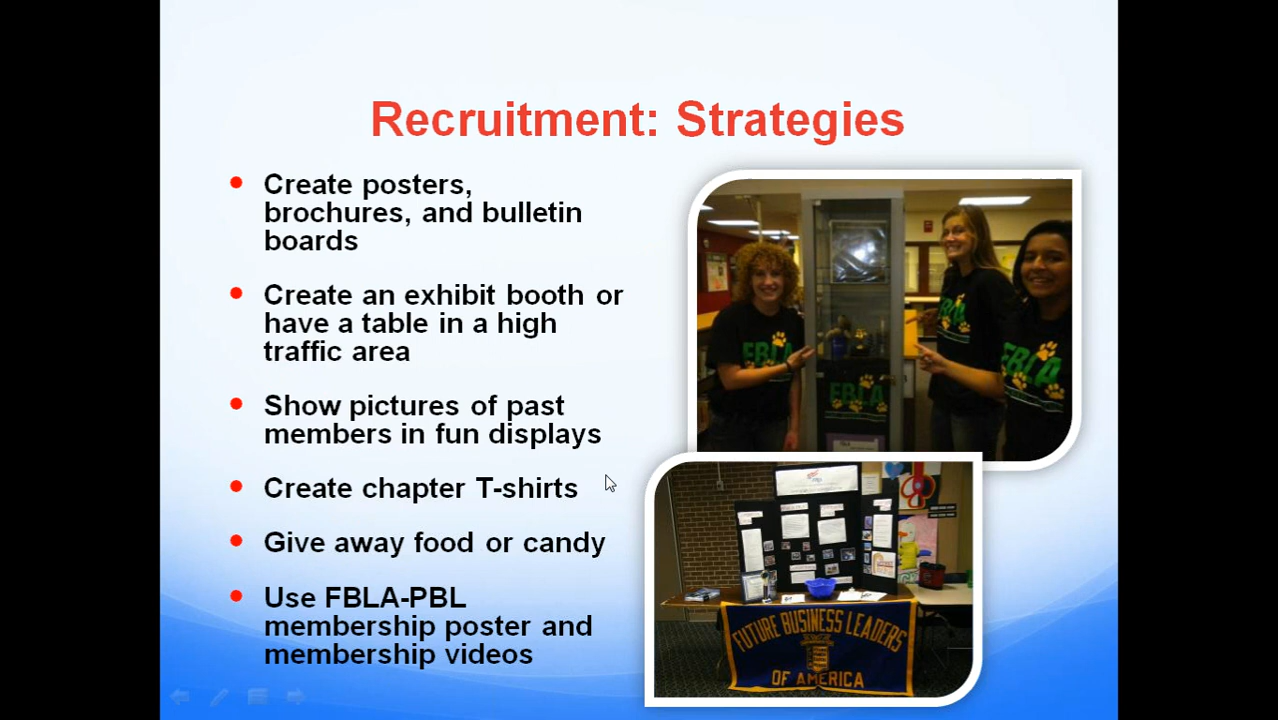 Recruitment: Strategies
Create posters,
brochures, and bulletin
boards
Create an exhibit booth or
have a table in a high
traffic area
Show pictures of past
members in fun displays
Create chapter T-shirts
Give away food or candy
Use FBLA-PBL
membership poster and
membership videos
FBLA
FBLA
FBLA
FUTURE BUSINESS LEADERS
OF AMERICA